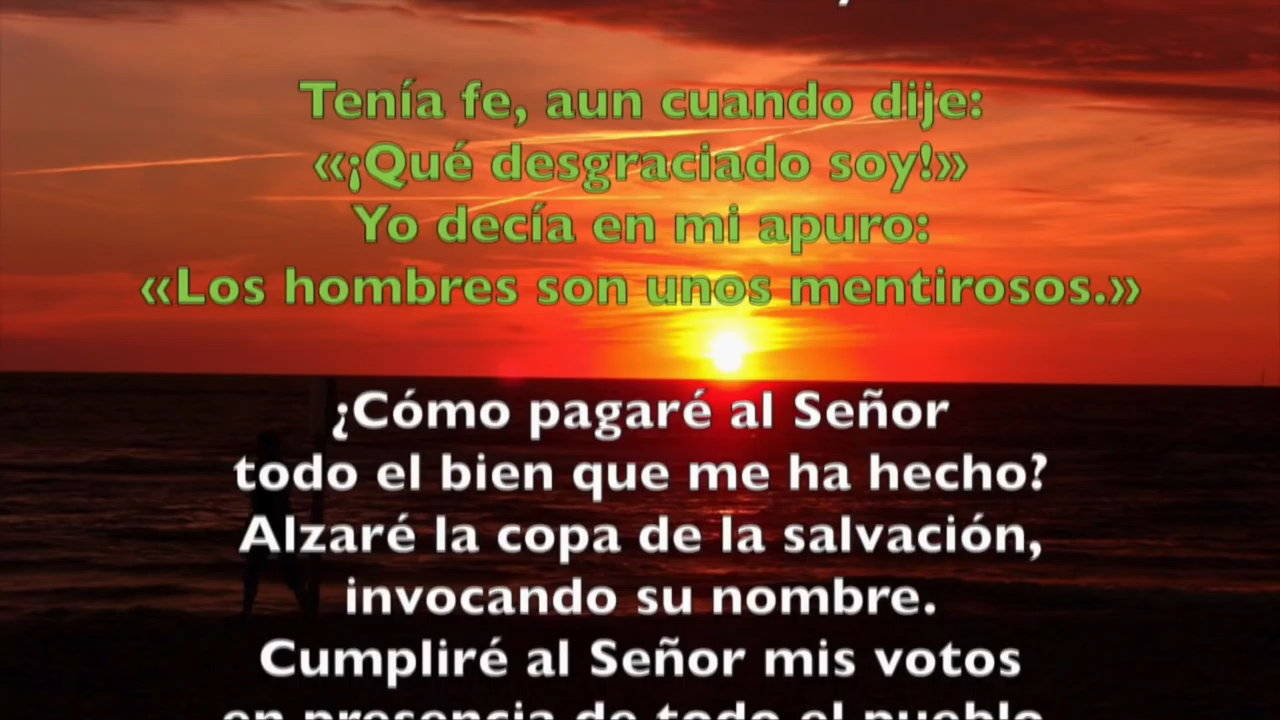 Tenía fe, aun cuando dije:
«¡Qué desgraciado soy!»
Yo decía en mi apuro:
«Los hombres son unos mentirosos.»
¿Cómo pagaré al Señor
todo el bien que me ha hecho?
Alzaré la copa de la salvación,
invocando su nombre.
Cumpliré al Señor mis votos
en presencia de todo el pueblo